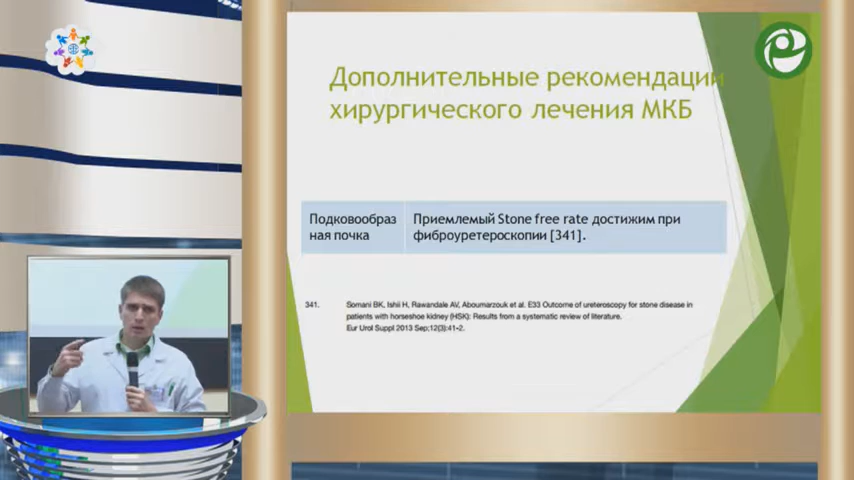 Дополнительные рекомендации
хирургического лечения МКБ
Подковообраз
ная почка
Приемлемый Stone free rate достижим при
фиброуретероскопии [341].
341.
Somani BK, Ishii H, Rawandale AV, Aboumarzouk et al. E33 Outcome of ureteroscopy for stone disease in
patients with horseshoe kidney (HSK): Results from a systematic review of literature.
Eur Urol Suppl 2013 Sep;12(3):41-2.